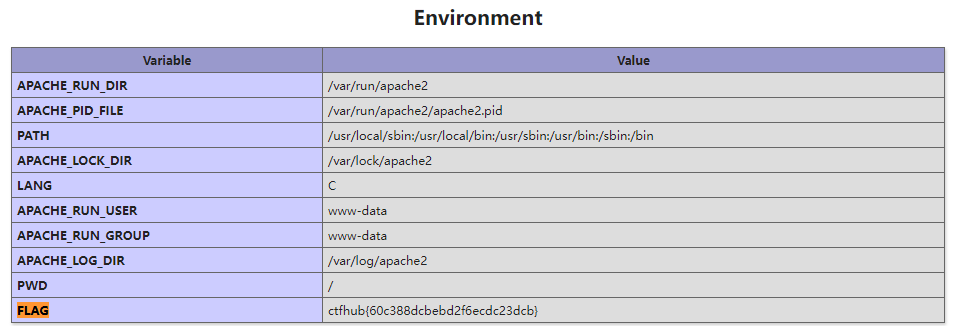 Environment
Variable Value
APACHE_RUN_DIR /var/run/apache2
APACHE_PID_FILE /var/run/apache2/apache2.pid
PATH /usr/local/sbin:/usr/local/bin:/usr/sbin:/usr/bin:/sbin:/bin
APACHE_LOCK_DIR /var/lock/apache2
LANG C
APACHE_RUN_USER www-data
APACHE_RUN_GROUP www-data
APACHE_LOG_DIR /var/log/apache2
PWD /
FLAG ctfhub{60c388dcbebd2f6ecdc23dcb}